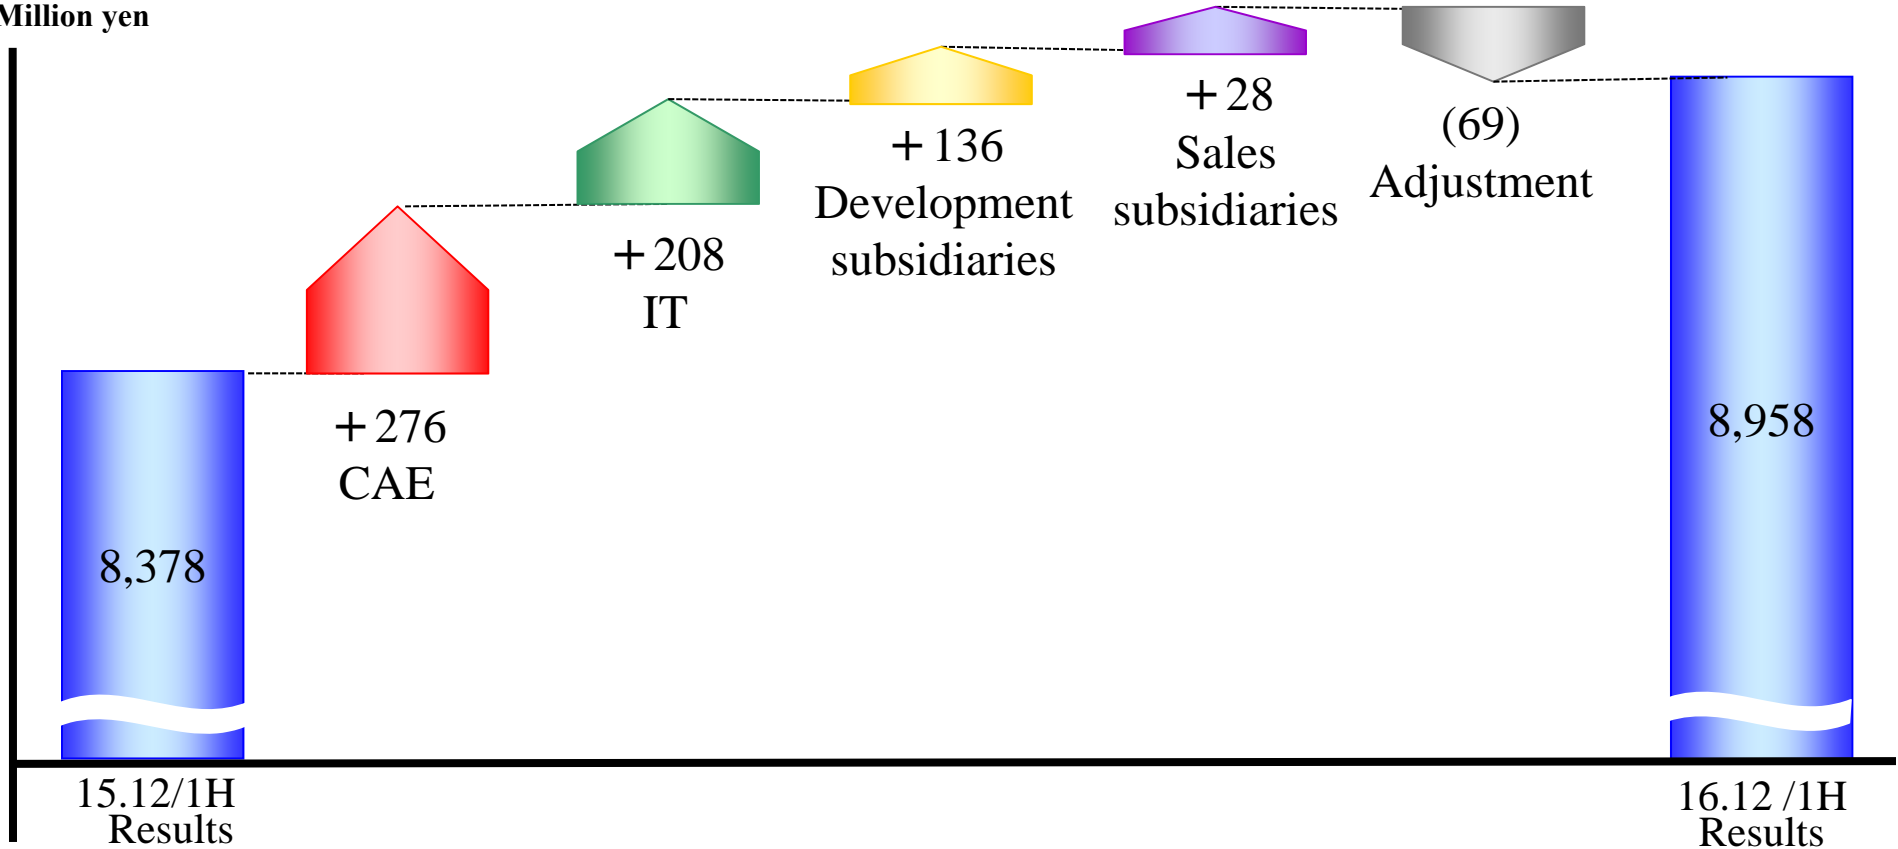 Million yen
+28
Sales
subsidiaries
(69)
Adjustment
+136
Development
subsidiaries
+208
IT
+276
CAE
8,958
8,378
15.12/1H
Results
16.12 /1H
Results